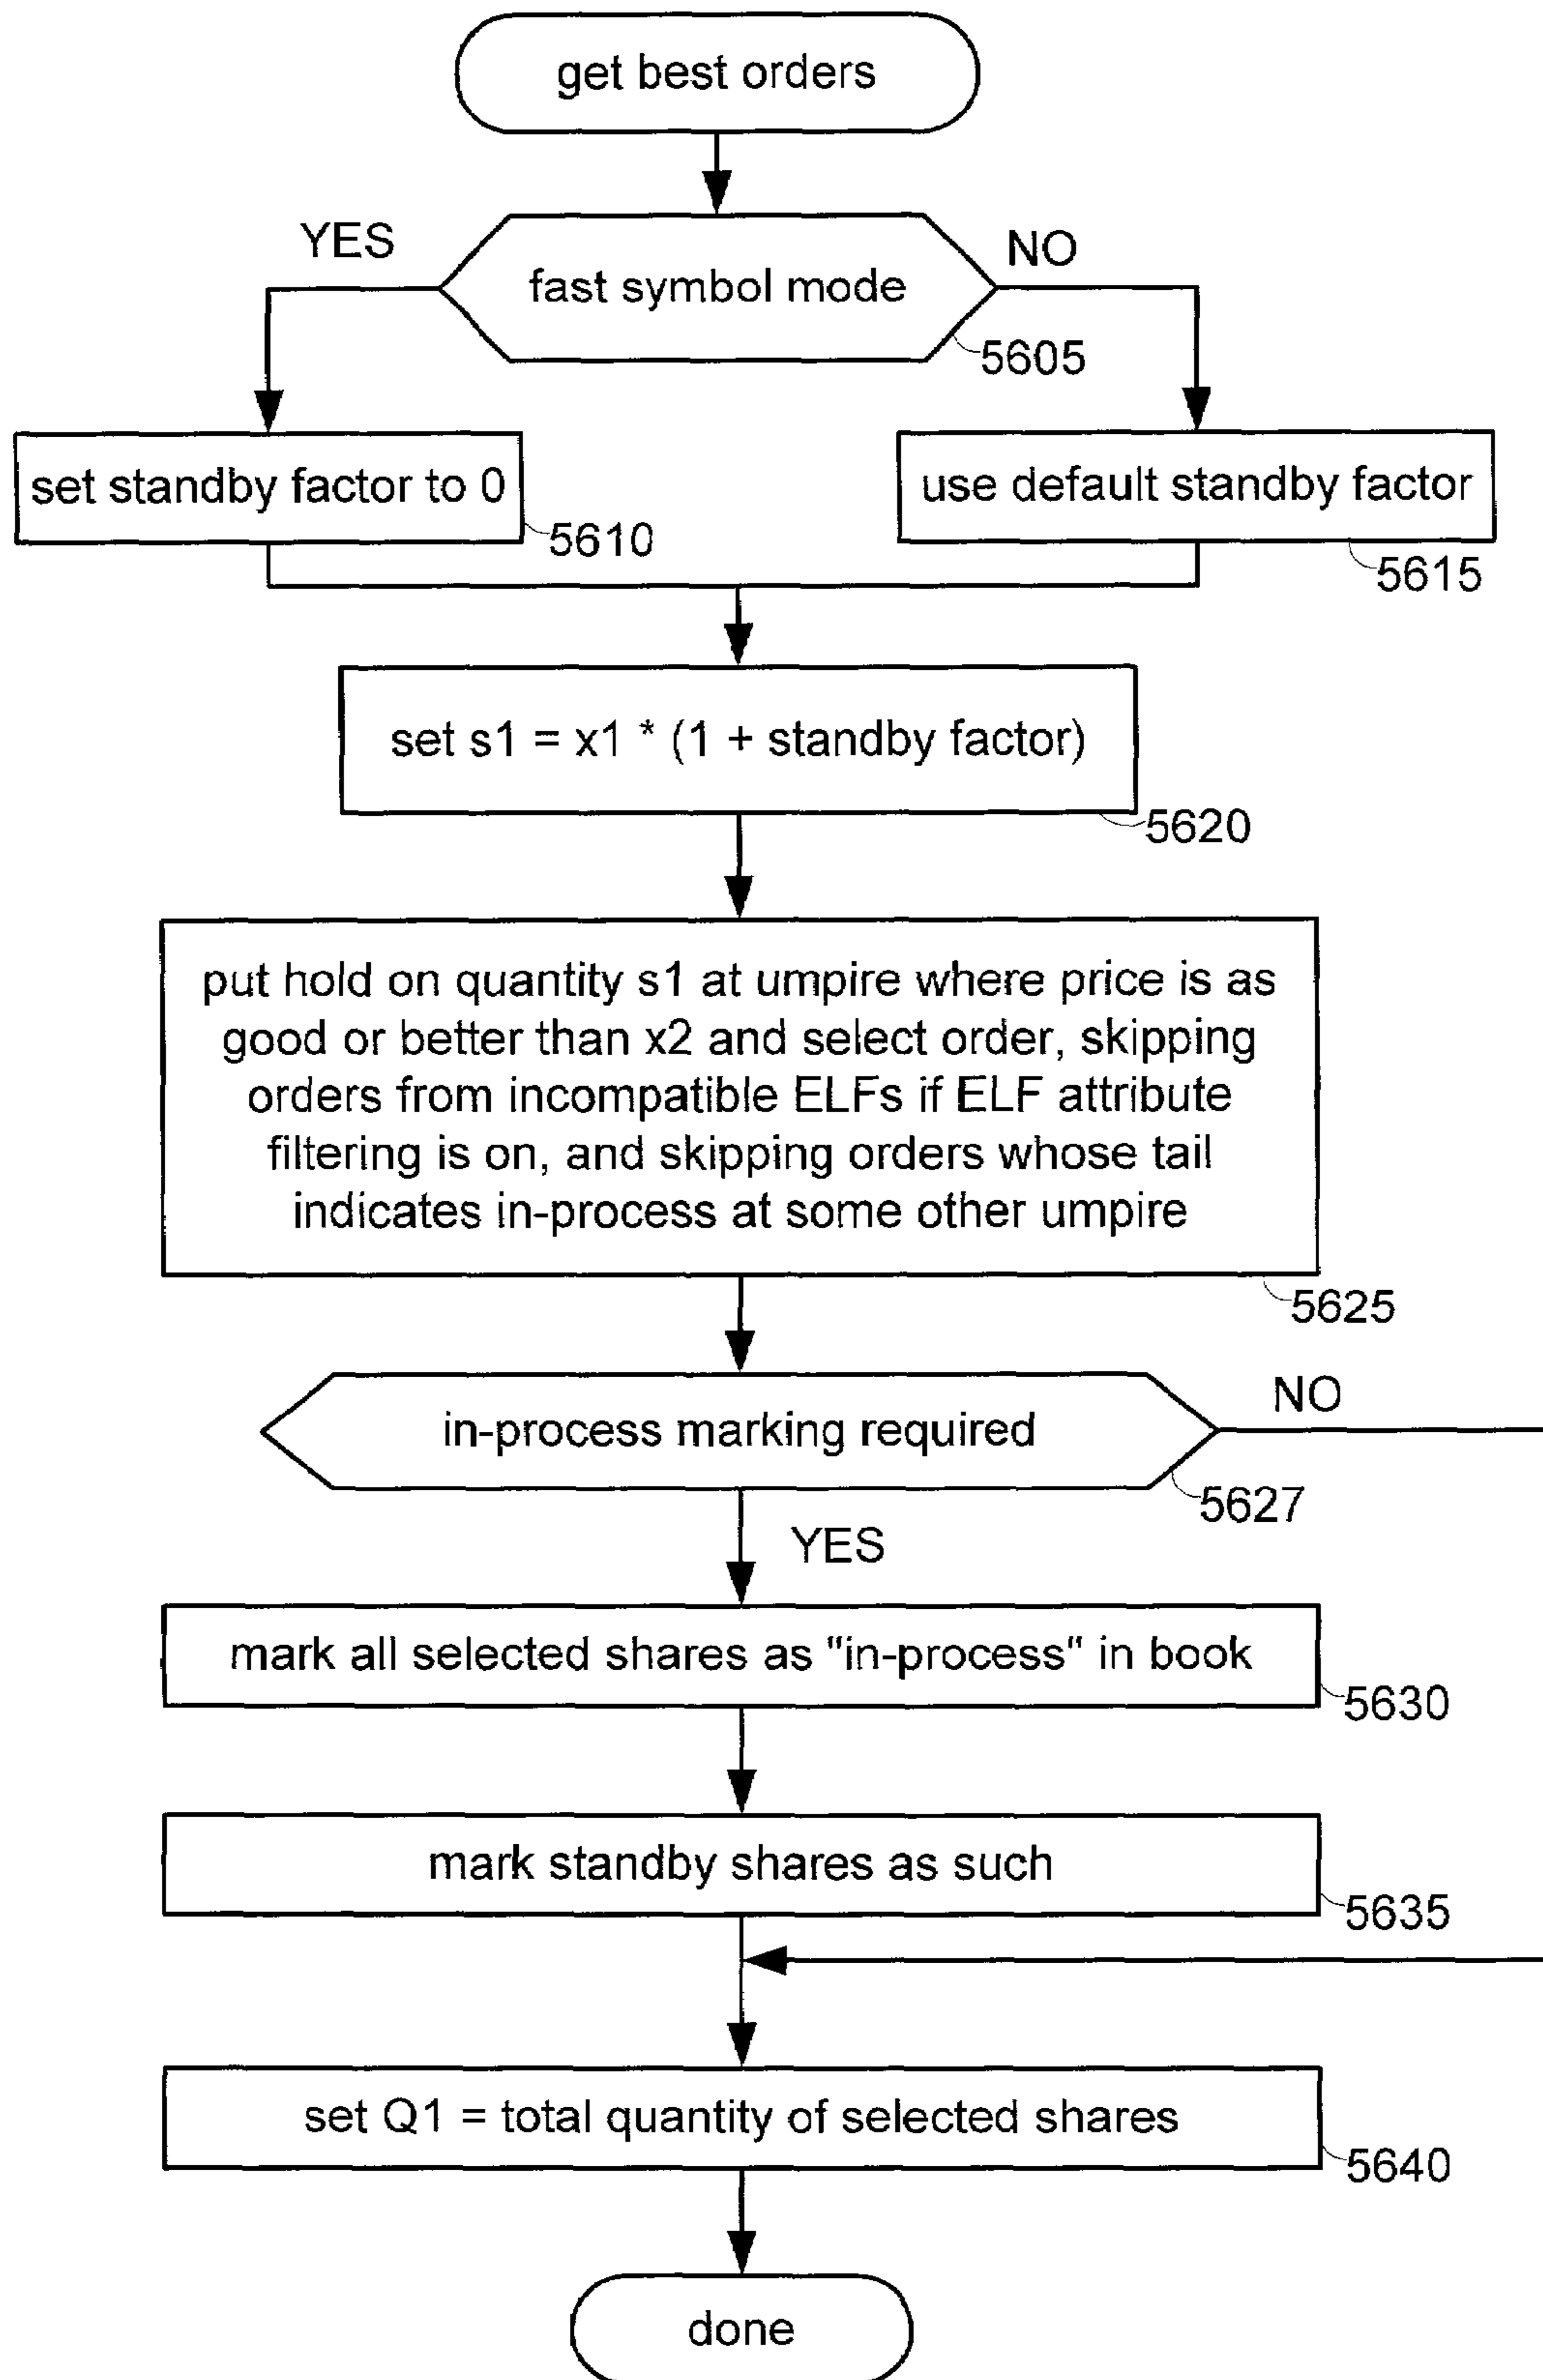 get best orders
YES
NO
fast symbol mode
5605
set standby factor to 0
use default standby factor
5610
5615
set s1 = x1 * (1 + standby factor)
5620
put hold on quantity s1 at umpire where price is as
good or better than x2 and select order, skipping
orders from incompatible ELFs if ELF attribute
filtering is on, and skipping orders whose tail
indicates in-process at some other umpire
5625
NO
in-process marking required
5627
YES
mark all selected shares as "in-process" in book
5630
mark standby shares as such
5635
set Q1 = total quantity of selected shares
5640
done